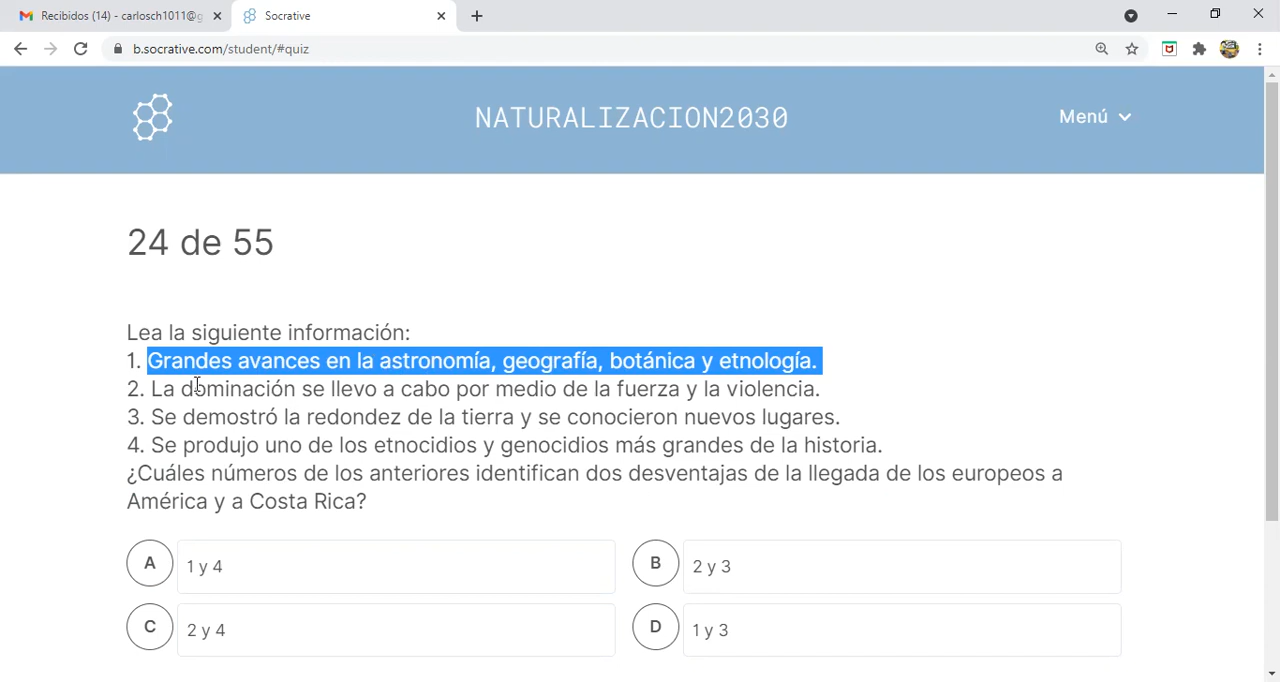 Recibidos (14) - carlosch1011@g
Socrative
b.socrative.com/student/#quiz
NATURALIZACION2030
Menú
24 de 55
Lea la siguiente información:
1. Grandes avances en la astronomía, geografía, botánica y etnología.
2. La dominación se llevo a cabo por medio de la fuerza y la violencia.
3. Se demostró la redondez de la tierra y se conocieron nuevos lugares.
4. Se produjo uno de los etnocidios y genocidios más grandes de la historia.
¿Cuáles números de los anteriores identifican dos desventajas de la llegada de los europeos a
América y a Costa Rica?
A 1 y 4
B 2 y 3
C 2 y 4
D 1 y 3